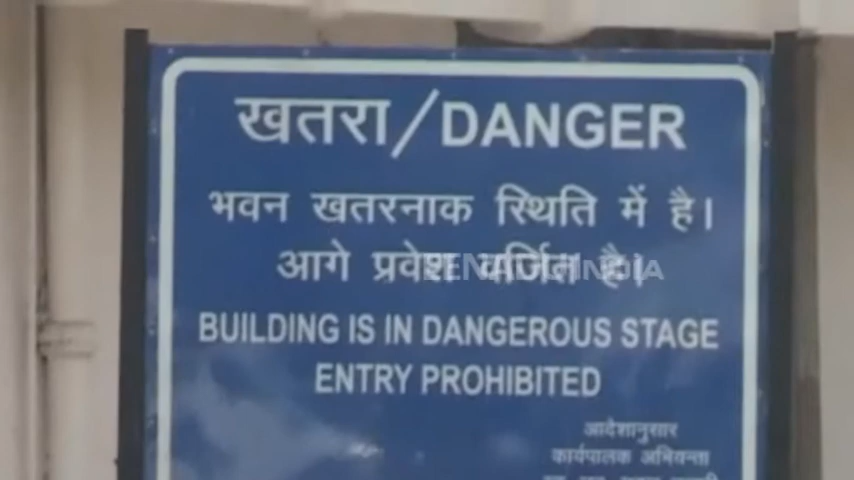 खतरा/DANGER
भवन खतरनाक स्थिति में है।
आगे प्रवेश वर्जित है।
BUILDING IS IN DANGEROUS STAGE
ENTRY PROHIBITED
आदेशानुसार
कार्यपालक अभियन्ता